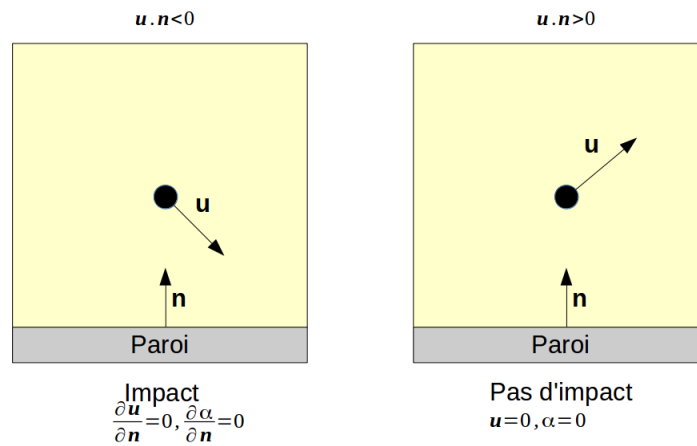 u.n<0
u
n
Paroi
Impact
∂u/∂n=0, ∂α/∂n=0
u.n>0
u
n
Paroi
Pas d'impact
u=0, α=0